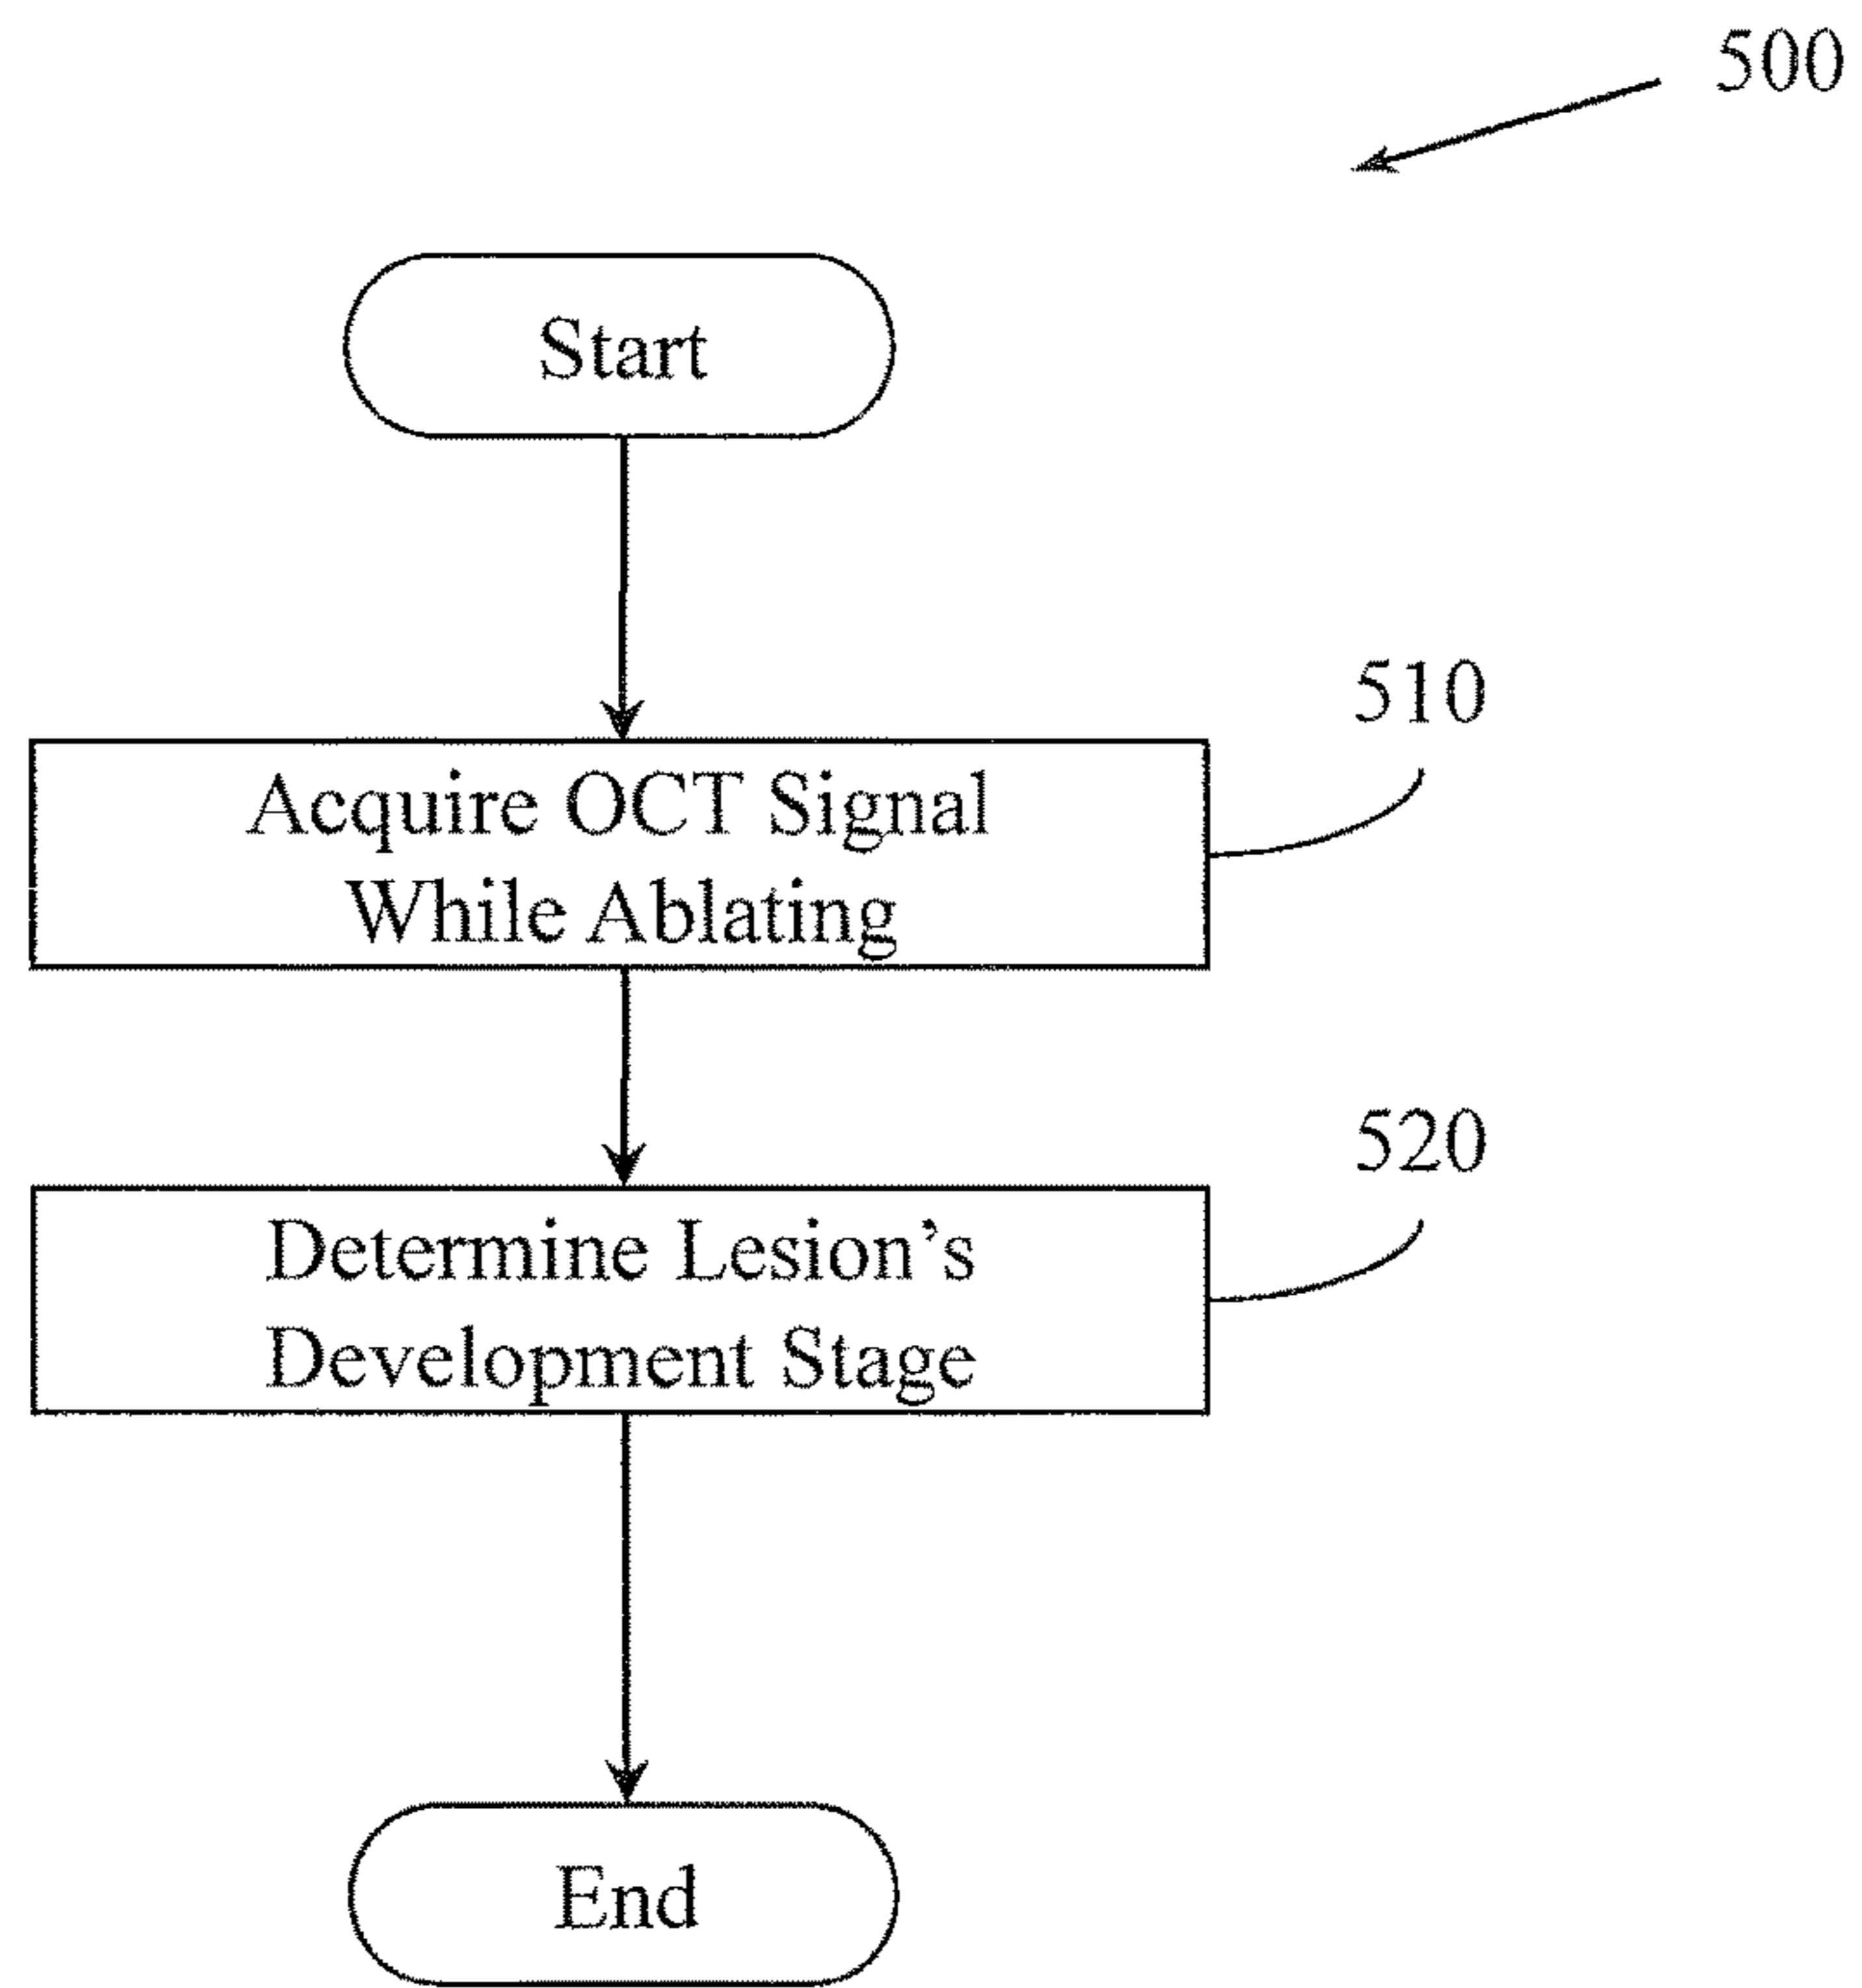 500
Start
510
Acquire OCT Signal
While Ablating
520
Determine Lesion’s
Development Stage
End